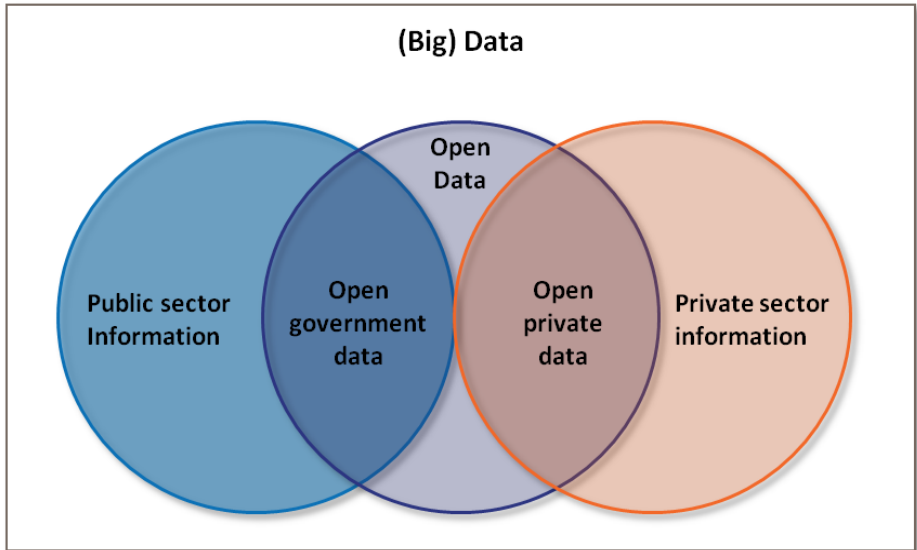 (Big) Data
Open
Data
Public sector
Information
Open
government
data
Open
private
data
Private sector
information